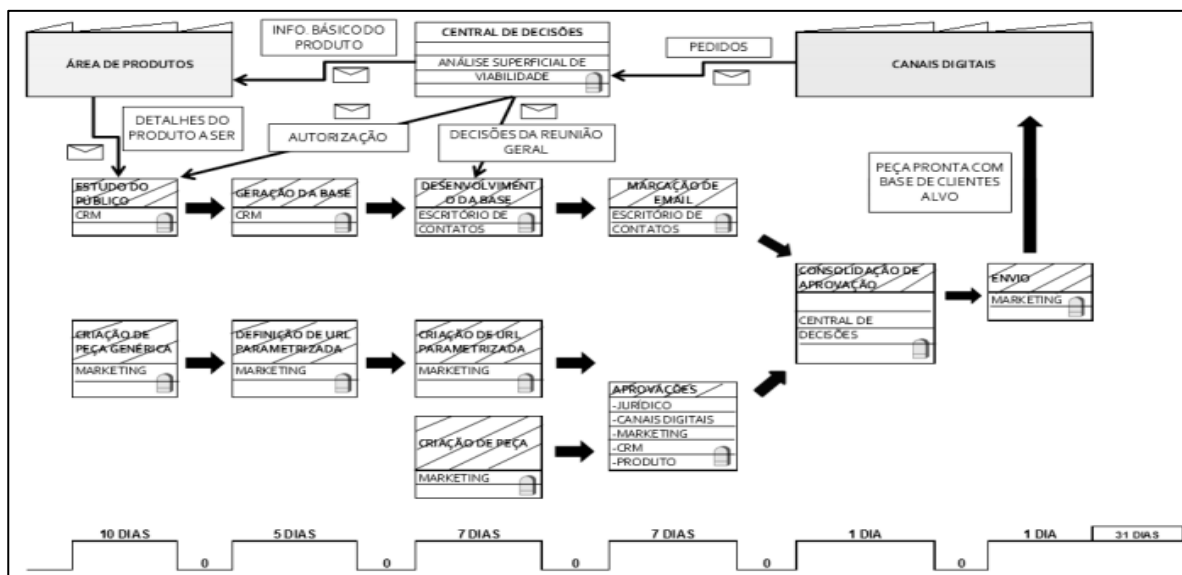 INFO. BÁSICO DO
PRODUTO
CENTRAL DE DECISÕES
ANÁLISE SUPERFICIAL DE
VIABILIDADE
PEDIDOS
ÁREA DE PRODUTOS
CANAIS DIGITAIS
DETALHES DO
PRODUTO A SER
AUTORIZAÇÃO
DECISÕES DA REUNIÃO
GERAL
PEÇA PRONTA COM
BASE DE CLIENTES
ALVO
ESTUDO DO
PÚBLICO
CRM
GERAÇÃO DA BASE
CRM
DESENVOLVIMENT
O DA BASE
ESCRITÓRIO DE
CONTATOS
MARCAÇÃO DE
EMAIL
ESCRITÓRIO DE
CONTATOS
CONSOLIDAÇÃO DE
APROVAÇÃO
CENTRAL DE
DECISÕES
ENVIO
MARKETING
CRIAÇÃO DE
PEÇA GENÉRICA
MARKETING
DEFINIÇÃO DE URL
PARAMETRIZADA
MARKETING
CRIAÇÃO DE URL
PARAMETRIZADA
MARKETING
CRIAÇÃO DE PEÇA
MARKETING
APROVAÇÕES
-JURÍDICO
-CANAIS DIGITAIS
-MARKETING
-CRM
-PRODUTO
10 DIAS
0
5 DIAS
0
7 DIAS
0
7 DIAS
0
1 DIA
0
1 DIA
31 DIAS